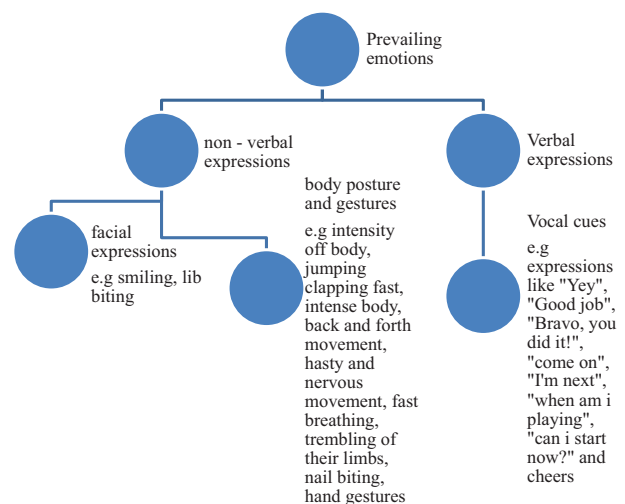 Prevailing
emotions
non - verbal
expressions
Verbal
expressions
facial
expressions
e.g smiling, lib
biting
body posture
and gestures
e.g intensity
off body,
jumping
clapping fast,
intense body,
back and forth
movement,
hasty and
nervous
movement, fast
breathing,
trembling of
their limbs,
nail biting,
hand gestures
Vocal cues
e.g
expressions
like "Yey",
"Good job",
"Bravo, you
did it!",
"come on",
"I'm next",
"when am i
playing",
"can i start
now?" and
cheers